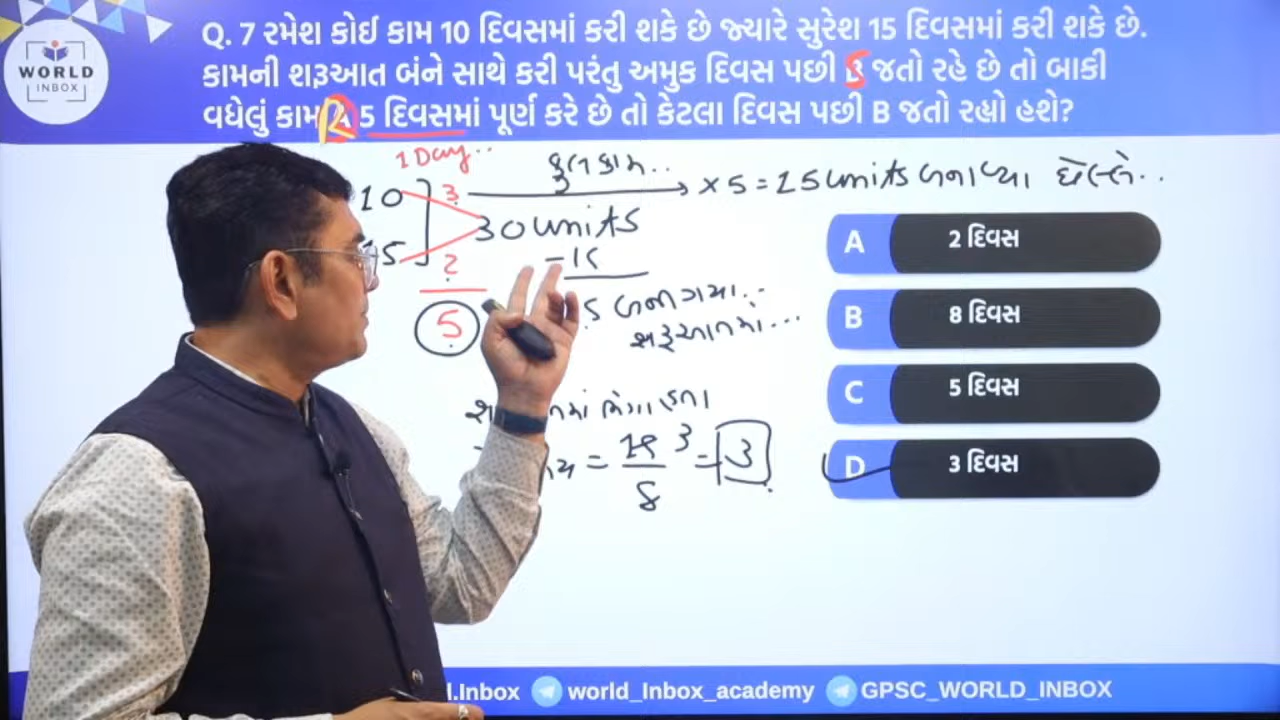 WORLD
INBOX
Q. 7 રમેશ કોઈ કામ 10 દિવસમાં કરી શકે છે જ્યારે સુરેશ 15 દિવસમાં કરી શકે છે.
કામની શરૂઆત બંને સાથે કરી પરંતુ અમુક દિવસ પછી S જતો રહે છે તો બાકી
વધેલું કામ R 5 દિવસમાં પૂર્ણ કરે છે તો કેટલા દિવસ પછી B જતો રહ્યો હશે?
1 Day..
કુલ કામ..
10 3 × 5 = 15 units બનાવ્યા છેલ્લે..
30 units
15 2 - 15
5 5 બની ગયા..
શરૂઆતમાં...
= 15 3 = 3
A 2 દિવસ
B 8 દિવસ
C 5 દિવસ
D 3 દિવસ
d.Inbox world_Inbox_academy GPSC_WORLD_INBOX